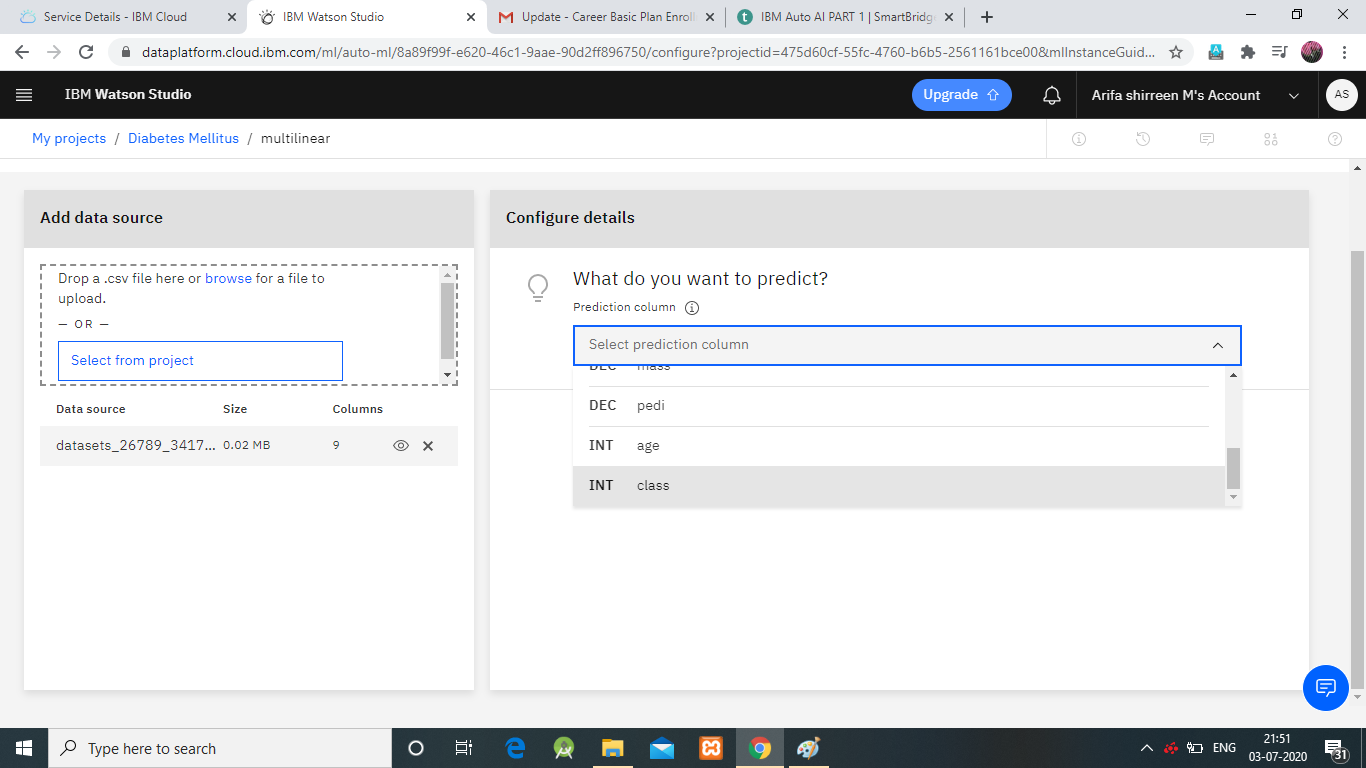 Service Details - IBM Cloud
IBM Watson Studio
Update - Career Basic Plan Enroll
IBM Auto AI PART 1 | SmartBridge
dataplatform.cloud.ibm.com/ml/auto-ml/8a89f99f-e620-46c1-9aae-90d2ff896750/configure?projectid=475d60cf-55fc-4760-b6b5-2561161bce00&mlInstanceGuid...
IBM Watson Studio
Upgrade
Arifa shirreen M's Account
AS
My projects / Diabetes Mellitus / multilinear
Add data source
Drop a .csv file here or browse for a file to
upload.
— OR —
Select from project
Data source Size Columns
datasets_26789_3417... 0.02 MB 9
Configure details
What do you want to predict?
Prediction column
Select prediction column
DEC mass
DEC pedi
INT age
INT class
Type here to search
ENG
21:51
03-07-2020
31